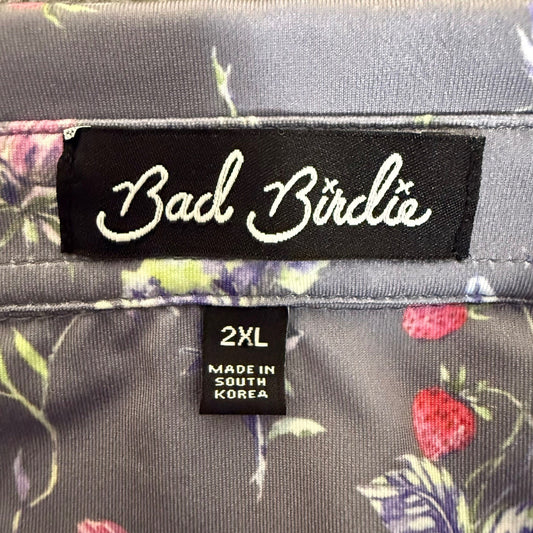 Bad Birdie
2XL
MADE IN
SOUTH
KOREA